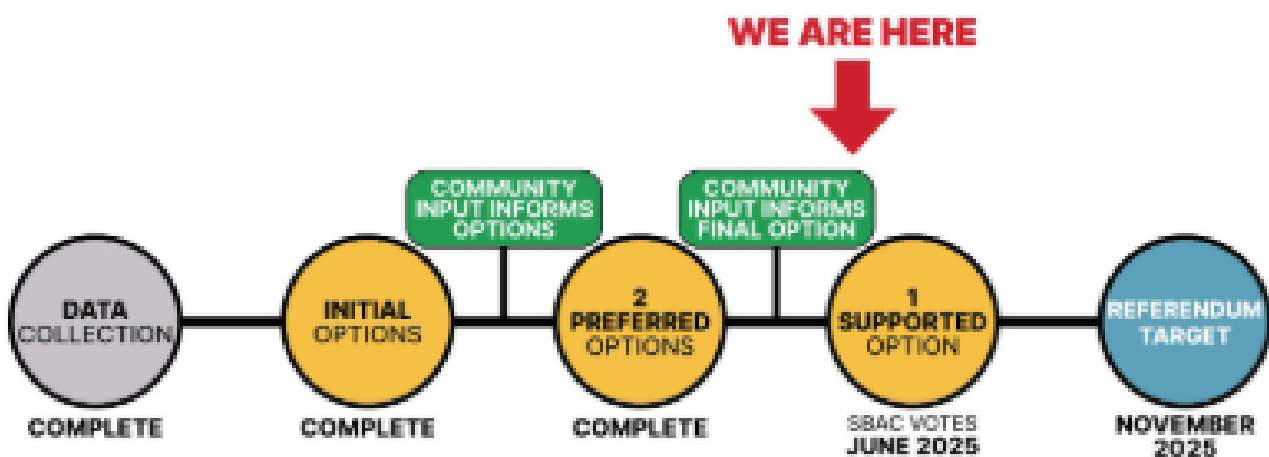 WE ARE HERE
COMMUNITY
INPUT INFORMS
OPTIONS
COMMUNITY
INPUT INFORMS
FINAL OPTION
DATA
COLLECTION
INITIAL
OPTIONS
2
PREFERRED
OPTIONS
1
SUPPORTED
OPTION
REFERENDUM
TARGET
COMPLETE
COMPLETE
COMPLETE
SBAC VOTES
JUNE 2025
NOVEMBER
2025